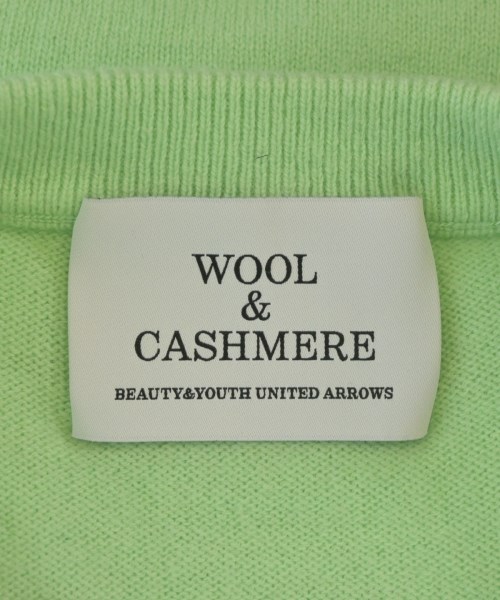 WOOL
&
CASHMERE
BEAUTY&YOUTH UNITED ARROWS